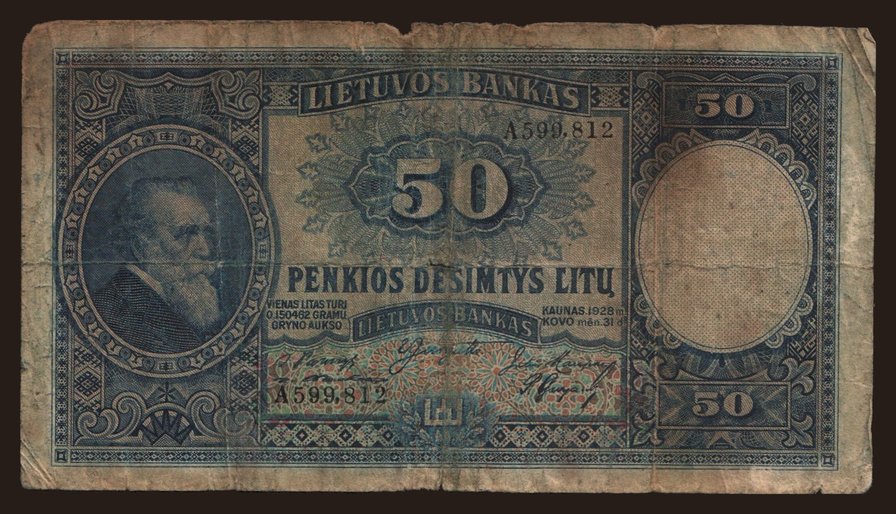 LIETUVOS BANKAS
50
A599,812
50
PENKIOS DEŠIMTYS LITŲ
VIENAS LITAS TURI
0.150462 GRAMU
GRYNO AUKSO
KAUNAS. 1928 m
KOVO mėn. 31 d
LIETUVOS BANKAS
A599,812
50